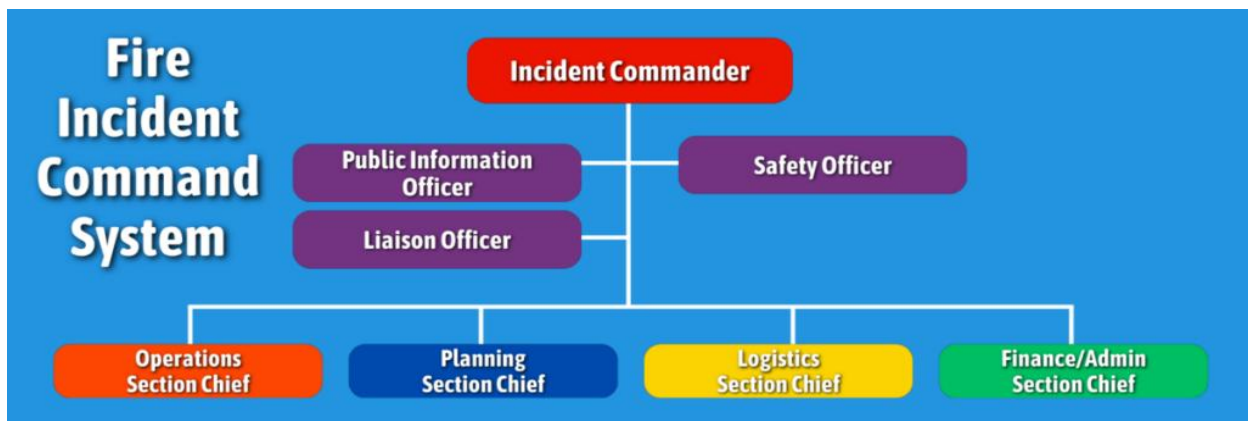 Fire
Incident
Command
System
Incident Commander
Public Information
Officer
Safety Officer
Liaison Officer
Operations
Section Chief
Planning
Section Chief
Logistics
Section Chief
Finance/Admin
Section Chief